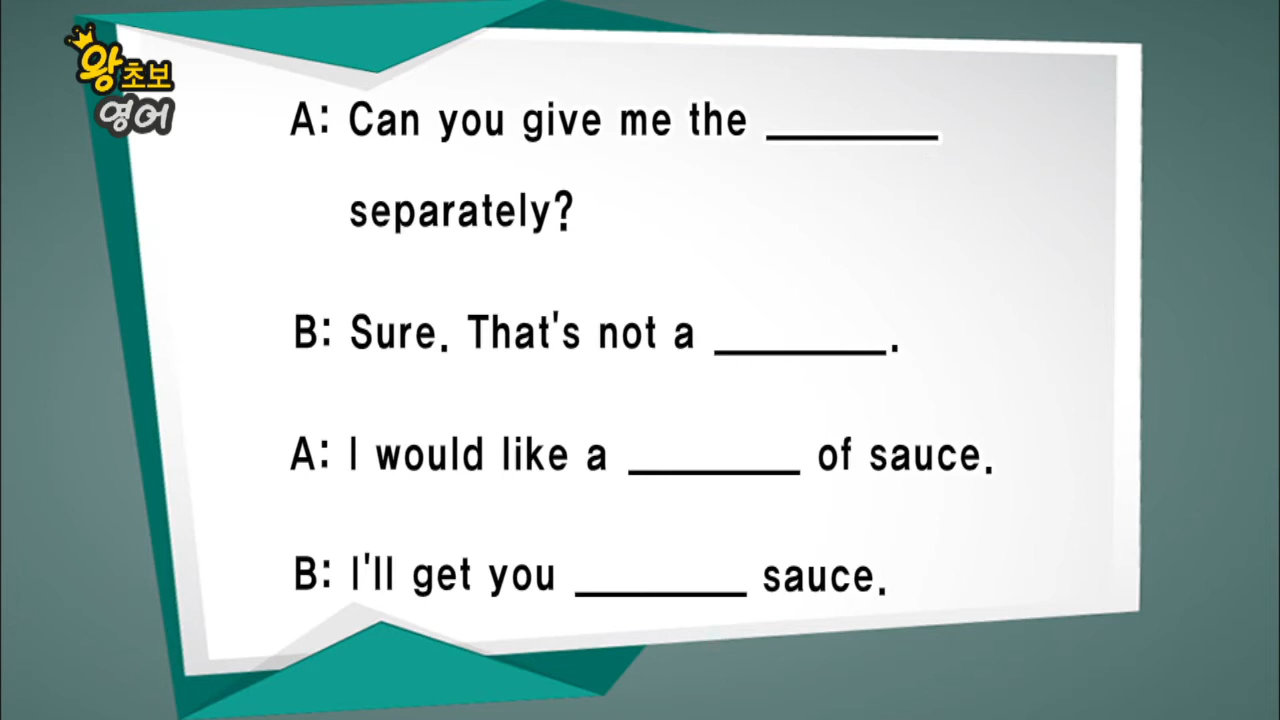 왕초보
영어
A: Can you give me the ________
separately?
B: Sure. That's not a ________.
A: I would like a ________ of sauce.
B: I'll get you ________ sauce.